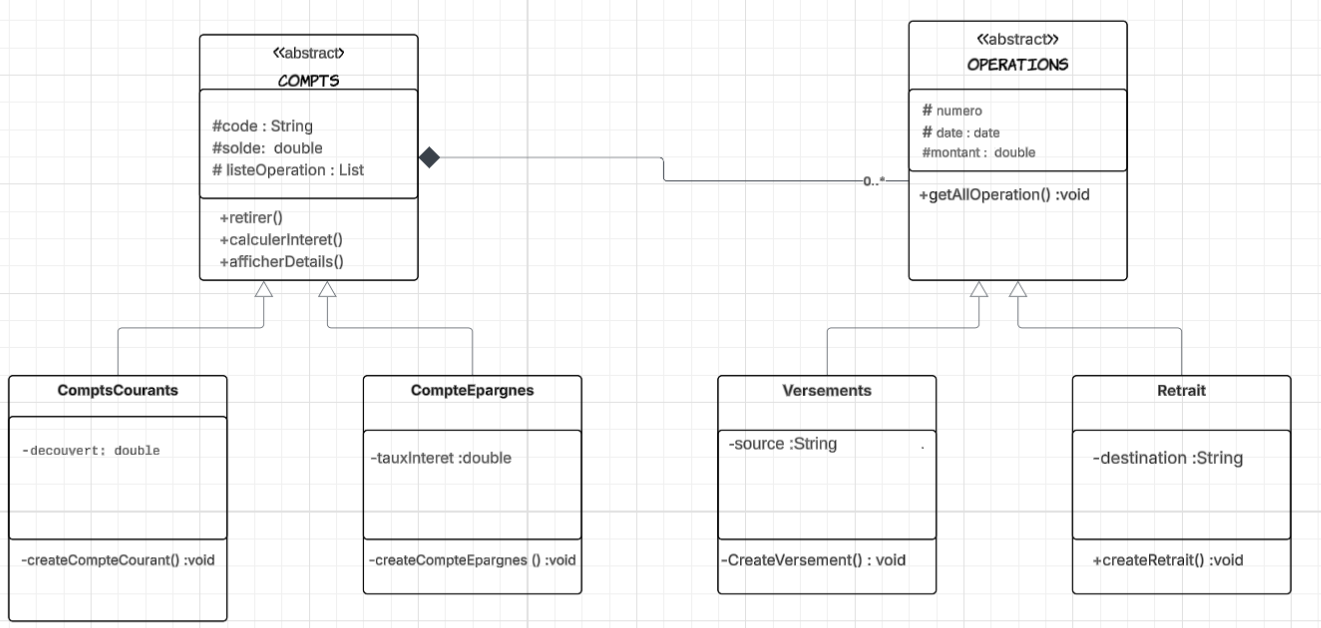 «abstract»
COMPTS
#code : String
#solde: double
# listeOperation : List
+retirer()
+calculerInteret()
+afficherDetails()
0..*
«abstract»
OPERATIONS
# numero
# date : date
#montant : double
+getAllOperation() :void
ComptsCourants
-decouvert: double
-createCompteCourant() :void
CompteEpargnes
-tauxInteret :double
-createCompteEpargnes () :void
Versements
-source :String .
-CreateVersement() : void
Retrait
-destination :String
+createRetrait() :void